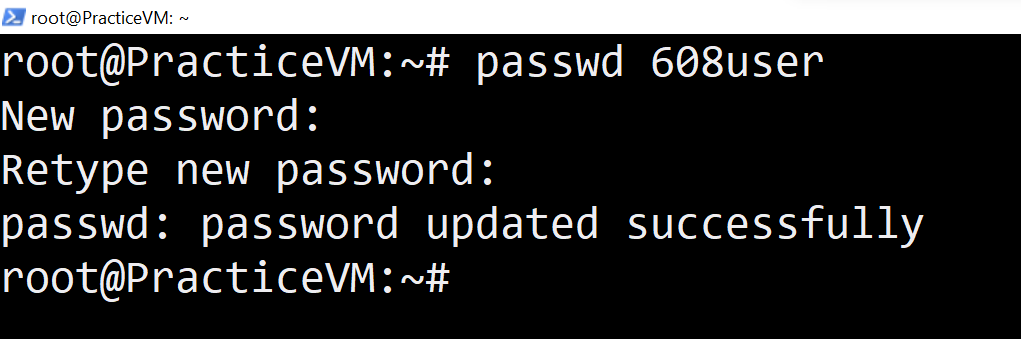 root@PracticeVM: ~
root@PracticeVM:~# passwd 608user
New password:
Retype new password:
passwd: password updated successfully
root@PracticeVM:~#